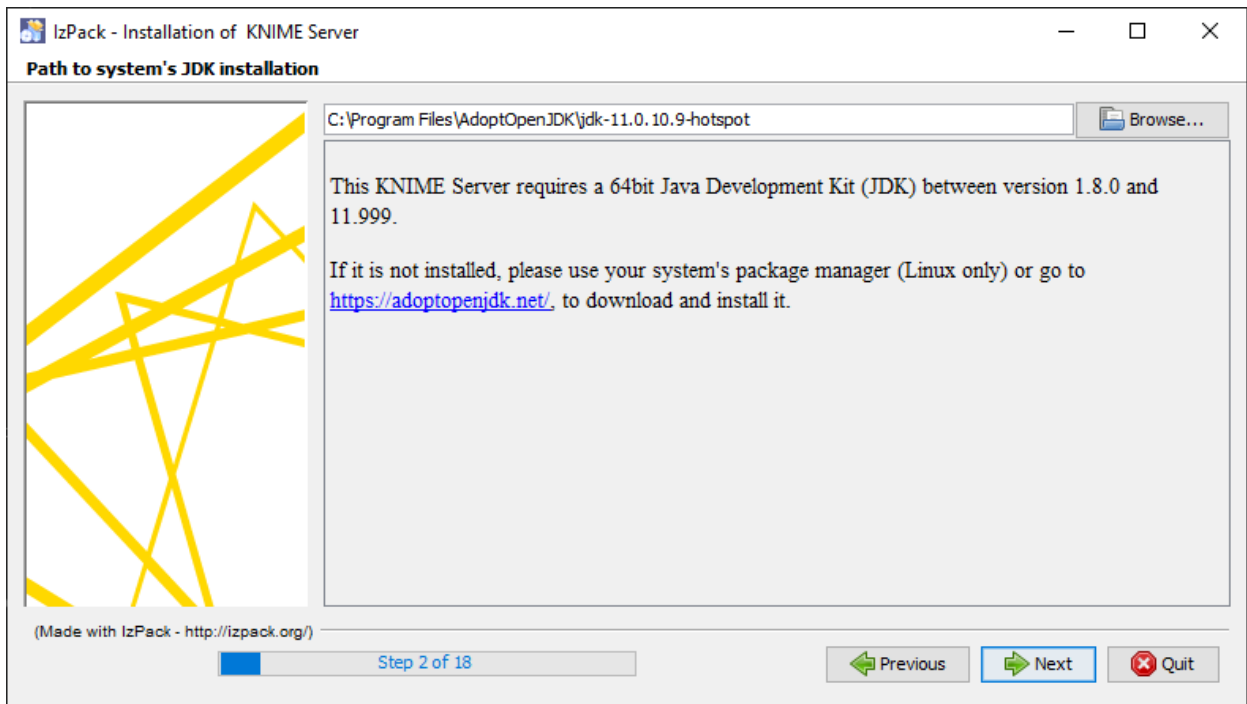 IzPack - Installation of  KNIME Server
Path to system's JDK installation
C:\Program Files\AdoptOpenJDK\jdk-11.0.10.9-hotspot
Browse...
This KNIME Server requires a 64bit Java Development Kit (JDK) between version 1.8.0 and
11.999.
If it is not installed, please use your system's package manager (Linux only) or go to
https://adoptopenjdk.net/, to download and install it.
(Made with IzPack - http://izpack.org/)
Step 2 of 18
Previous
Next
Quit